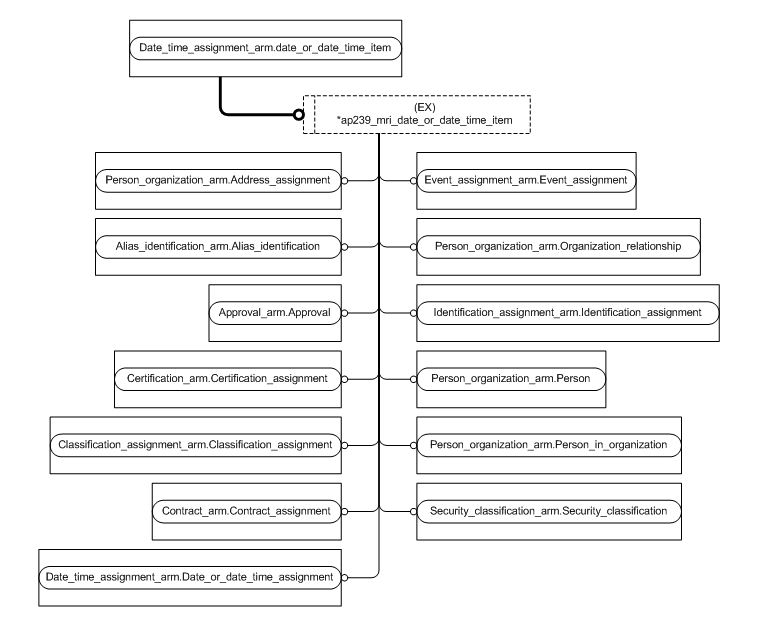 Date_time_assignment_arm.date_or_date_time_item
(EX)
*ap239_mri_date_or_date_time_item
Person_organization_arm.Address_assignment
Event_assignment_arm.Event_assignment
Alias_identification_arm.Alias_identification
Person_organization_arm.Organization_relationship
Approval_arm.Approval
Identification_assignment_arm.Identification_assignment
Certification_arm.Certification_assignment
Person_organization_arm.Person
Classification_assignment_arm.Classification_assignment
Person_organization_arm.Person_in_organization
Contract_arm.Contract_assignment
Security_classification_arm.Security_classification
Date_time_assignment_arm.Date_or_date_time_assignment